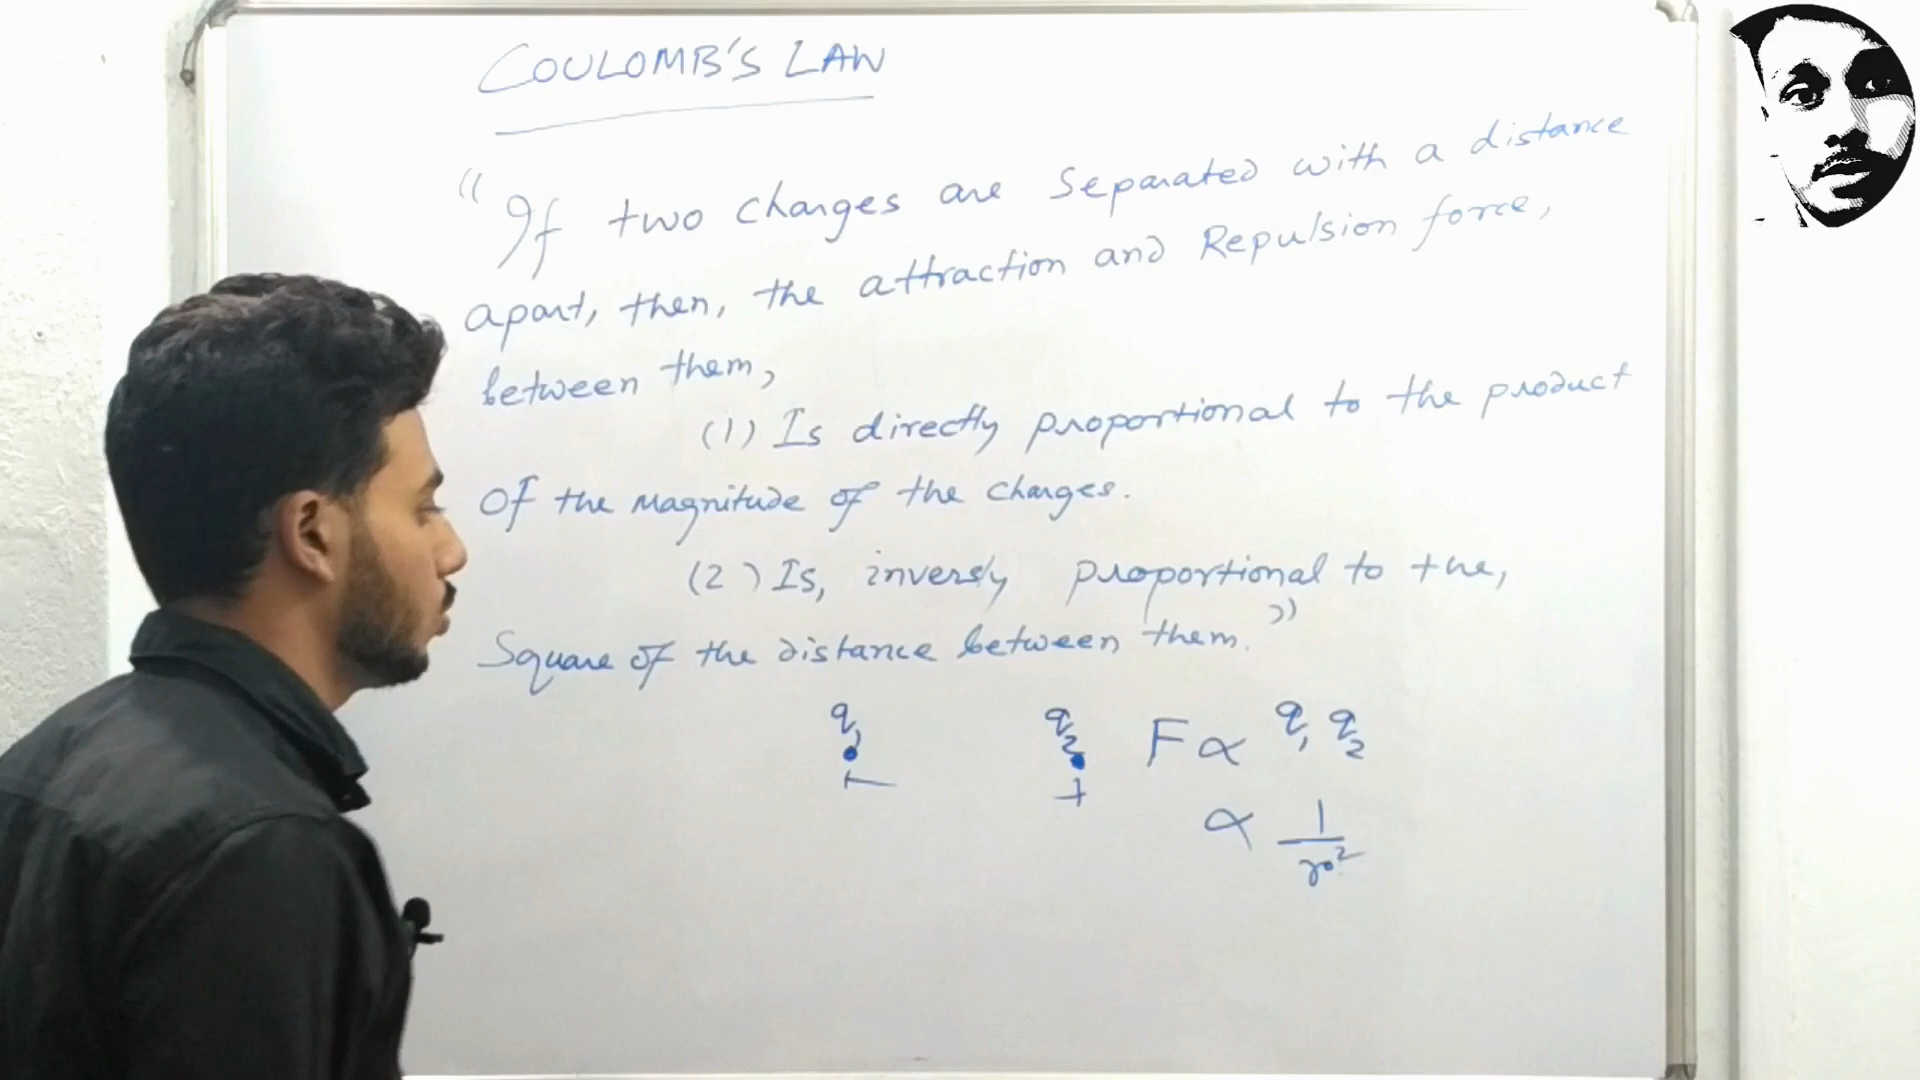 COULOMB'S LAW
"If two charges are separated with a distance
apart, then, the attraction and Repulsion force,
between them,
(1) Is directly proportional to the product
Of the Magnitude of the charges.
(2) Is, inversly proportional to the,
Square of the distance between them."
q₁ q₂ F ∝ q₁ q₂
∝ 1/r²